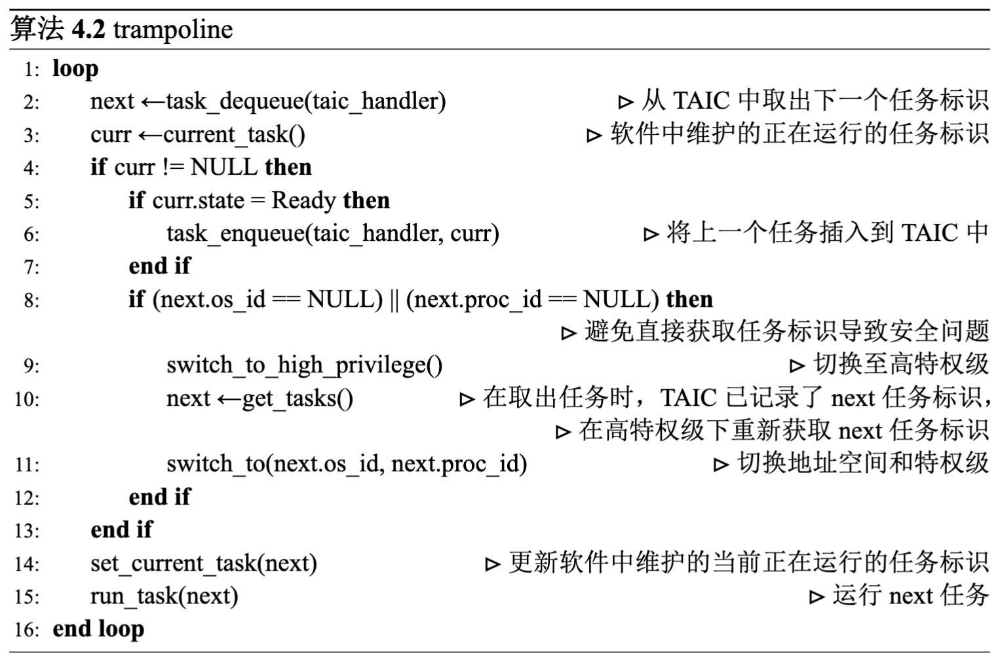 算法 4.2 trampoline
1: loop
2: next ←task_dequeue(taic_handler) ▷ 从 TAIC 中取出下一个任务标识
3: curr ←current_task() ▷ 软件中维护的正在运行的任务标识
4: if curr != NULL then
5: if curr.state = Ready then
6: task_enqueue(taic_handler, curr) ▷ 将上一个任务插入到 TAIC 中
7: end if
8: if (next.os_id == NULL) || (next.proc_id == NULL) then
▷ 避免直接获取任务标识导致安全问题
9: switch_to_high_privilege() ▷ 切换至高特权级
10: next ←get_tasks() ▷ 在取出任务时，TAIC 已记录了 next 任务标识，
▷ 在高特权级下重新获取 next 任务标识
11: switch_to(next.os_id, next.proc_id) ▷ 切换地址空间和特权级
12: end if
13: end if
14: set_current_task(next) ▷ 更新软件中维护的当前正在运行的任务标识
15: run_task(next) ▷ 运行 next 任务
16: end loop